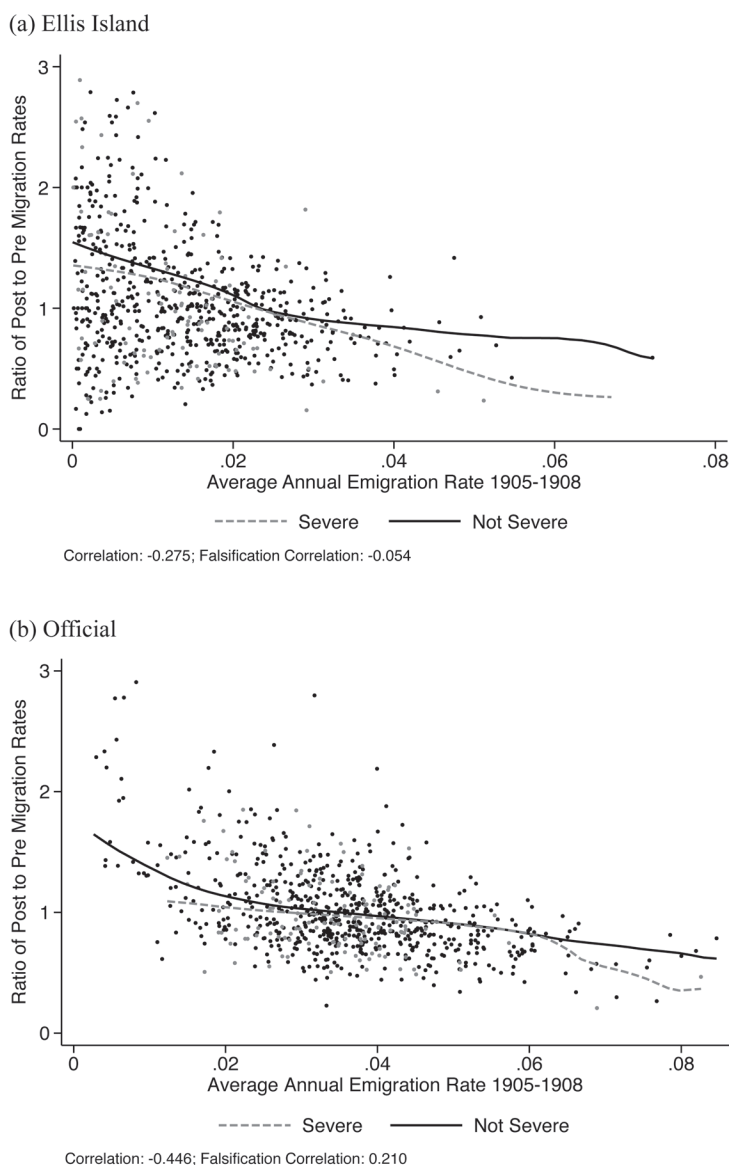 (a) Ellis Island
3
2
1
0
Ratio of Post to Pre Migration Rates
0 .02 .04 .06 .08
Average Annual Emigration Rate 1905-1908
Severe Not Severe
Correlation: -0.275; Falsification Correlation: -0.054
(b) Official
3
2
1
0
Ratio of Post to Pre Migration Rates
0 .02 .04 .06 .08
Average Annual Emigration Rate 1905-1908
Severe Not Severe
Correlation: -0.446; Falsification Correlation: 0.210